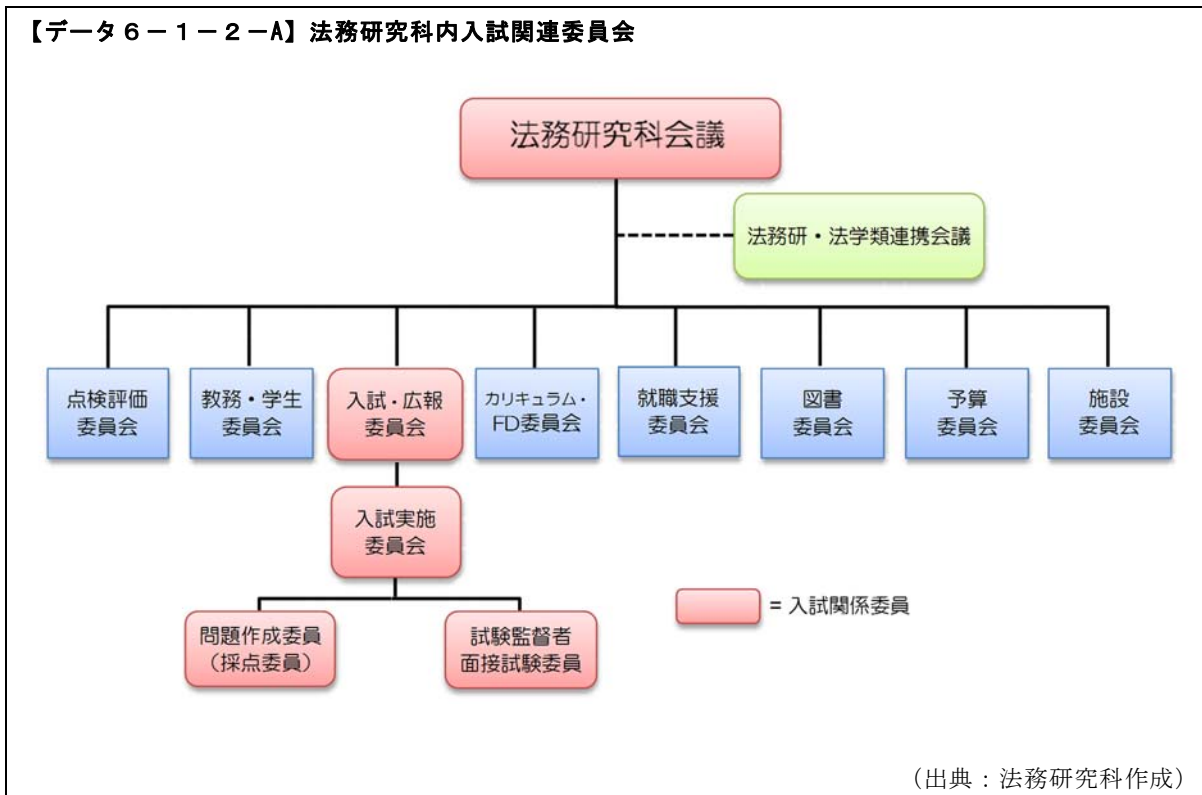 【データ6-1-2-A】法務研究科内入試関連委員会
法務研究科会議
法務研・法学類連携会議
点検評価
委員会
教務・学生
委員会
入試・広報
委員会
カリキュラム・
FD委員会
就職支援
委員会
図書
委員会
予算
委員会
施設
委員会
入試実施
委員会
問題作成委員
(採点委員)
試験監督者
面接試験委員
= 入試関係委員
(出典:法務研究科作成)